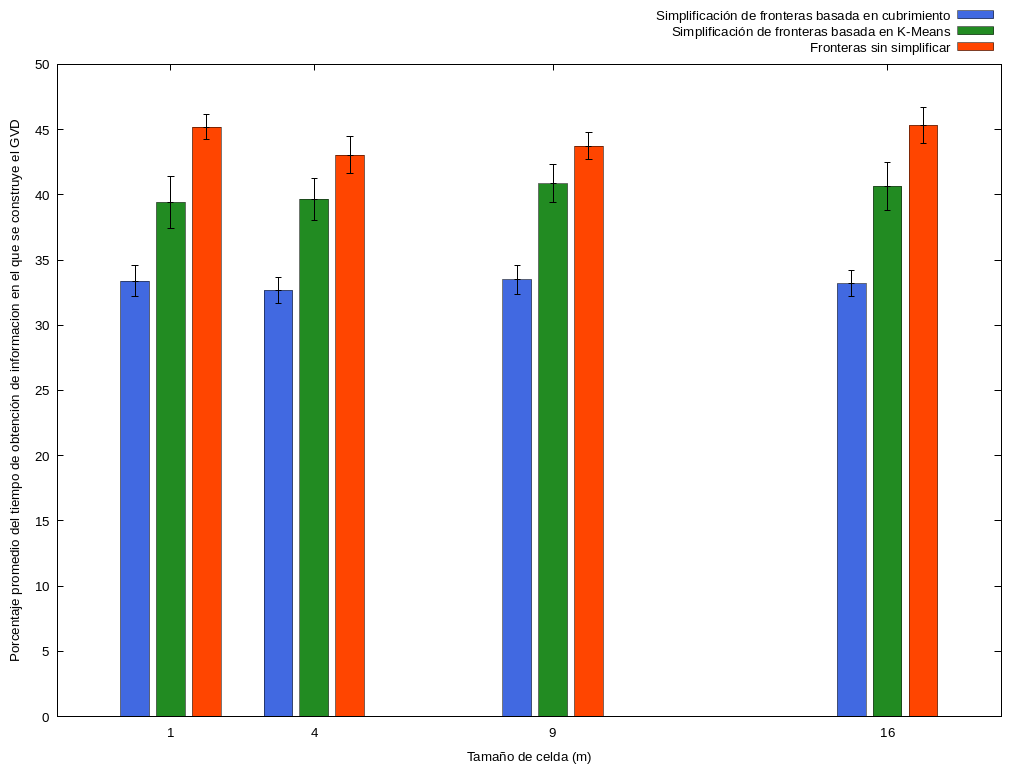 Simplificación de fronteras basada en cubrimiento
Simplificación de fronteras basada en K-Means
Fronteras sin simplificar
50
45
40
35
30
25
20
15
10
5
0
Porcentaje promedio del tiempo de obtención de informacion en el que se construye el GVD
1 4 9 16
Tamaño de celda (m)